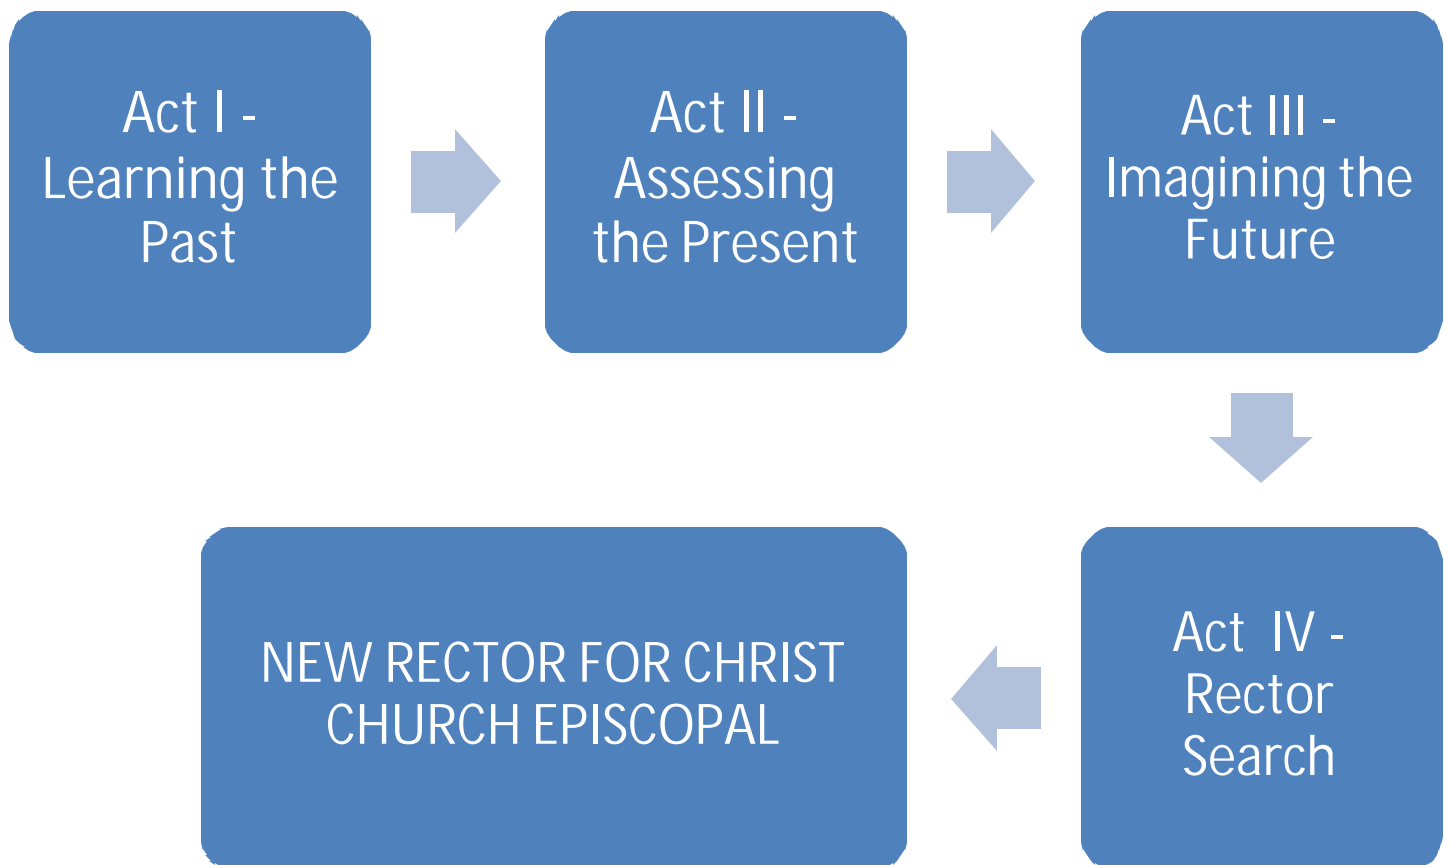 Act I -
Learning the
Past
Act II -
Assessing
the Present
Act III -
Imagining the
Future
Act  IV -
Rector
Search
NEW RECTOR FOR CHRIST
CHURCH EPISCOPAL